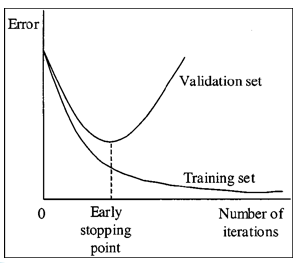 Error
Validation set
Training set
0
Early
stopping
point
Number of
iterations